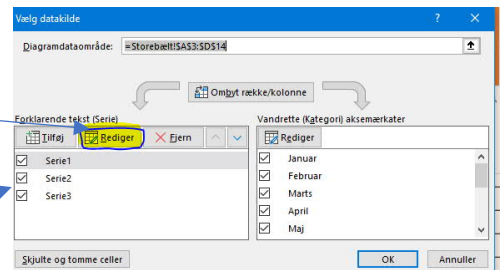 Vælg datakilde ? ×
Diagramdataområde: =Storebælt!$A$3:$D$14
Ombyt række/kolonne
Forklarende tekst (Serie)
Tilføj Rediger Fjern
Serie1
Serie2
Serie3
Vandrette (Kategori) aksemærkater
Rediger
Januar
Februar
Marts
April
Maj
Skjulte og tomme celler OK Annuller